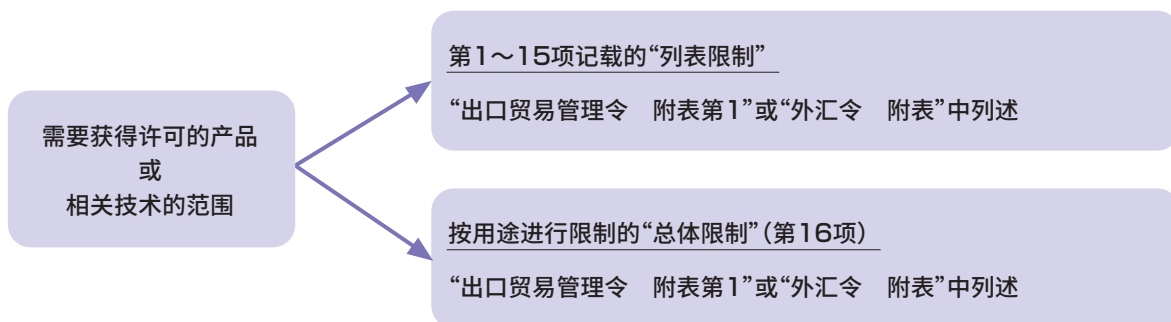 需要获得许可的产品
或
相关技术的范围
第1～15项记载的“列表限制”
“出口贸易管理令　附表第1”或“外汇令　附表”中列述
按用途进行限制的“总体限制”（第16项）
“出口贸易管理令　附表第1”或“外汇令　附表”中列述